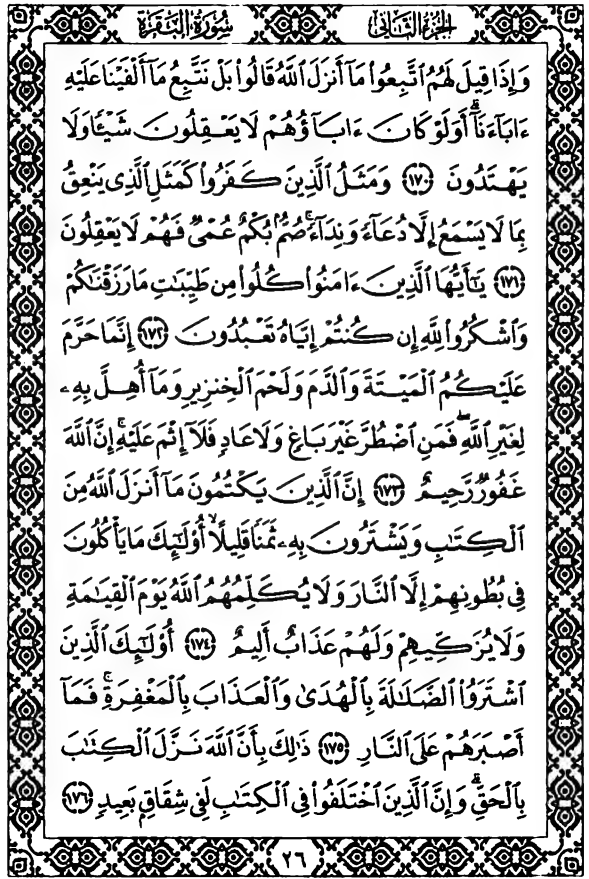 سورة البقرة
الجزء الثاني
وَإِذَا قِيلَ لَهُمُ ٱتَّبِعُوا۟ مَآ أَنزَلَ ٱللَّهُ قَالُوا۟ بَلْ نَتَّبِعُ مَآ أَلْفَيْنَا عَلَيْهِ
ءَابَآءَنَآ ۗ أَوَلَوْ كَانَ ءَابَآؤُهُمْ لَا يَعْقِلُونَ شَيْـًٔا وَلَا
يَهْتَدُونَ ١٧٠ وَمَثَلُ ٱلَّذِينَ كَفَرُوا۟ كَمَثَلِ ٱلَّذِى يَنْعِقُ
بِمَا لَا يَسْمَعُ إِلَّا دُعَآءً وَنِدَآءً ۚ صُمٌّۢ بُكْمٌ عُمْىٌ فَهُمْ لَا يَعْقِلُونَ
١٧١ يَـٰٓأَيُّهَا ٱلَّذِينَ ءَامَنُوا۟ كُلُوا۟ مِن طَيِّبَـٰتِ مَا رَزَقْنَـٰكُمْ
وَٱشْكُرُوا۟ لِلَّهِ إِن كُنتُمْ إِيَّاهُ تَعْبُدُونَ ١٧٢ إِنَّمَا حَرَّمَ
عَلَيْكُمُ ٱلْمَيْتَةَ وَٱلدَّمَ وَلَحْمَ ٱلْخِنزِيرِ وَمَآ أُهِلَّ بِهِۦ
لِغَيْرِ ٱللَّهِ ۖ فَمَنِ ٱضْطُرَّ غَيْرَ بَاغٍ وَلَا عَادٍ فَلَآ إِثْمَ عَلَيْهِ ۚ إِنَّ ٱللَّهَ
غَفُورٌ رَّحِيمٌ ١٧٣ إِنَّ ٱلَّذِينَ يَكْتُمُونَ مَآ أَنزَلَ ٱللَّهُ مِنَ
ٱلْكِتَـٰبِ وَيَشْتَرُونَ بِهِۦ ثَمَنًا قَلِيلًا ۙ أُو۟لَـٰٓئِكَ مَا يَأْكُلُونَ
فِى بُطُونِهِمْ إِلَّا ٱلنَّارَ وَلَا يُكَلِّمُهُمُ ٱللَّهُ يَوْمَ ٱلْقِيَـٰمَةِ
وَلَا يُزَكِّيهِمْ وَلَهُمْ عَذَابٌ أَلِيمٌ ١٧٤ أُو۟لَـٰٓئِكَ ٱلَّذِينَ
ٱشْتَرَوُا۟ ٱلضَّلَـٰلَةَ بِٱلْهُدَىٰ وَٱلْعَذَابَ بِٱلْمَغْفِرَةِ ۚ فَمَآ
أَصْبَرَهُمْ عَلَى ٱلنَّارِ ١٧٥ ذَٰلِكَ بِأَنَّ ٱللَّهَ نَزَّلَ ٱلْكِتَـٰبَ
بِٱلْحَقِّ ۗ وَإِنَّ ٱلَّذِينَ ٱخْتَلَفُوا۟ فِى ٱلْكِتَـٰبِ لَفِى شِقَاقٍۭ بَعِيدٍ ١٧٦
٢٦